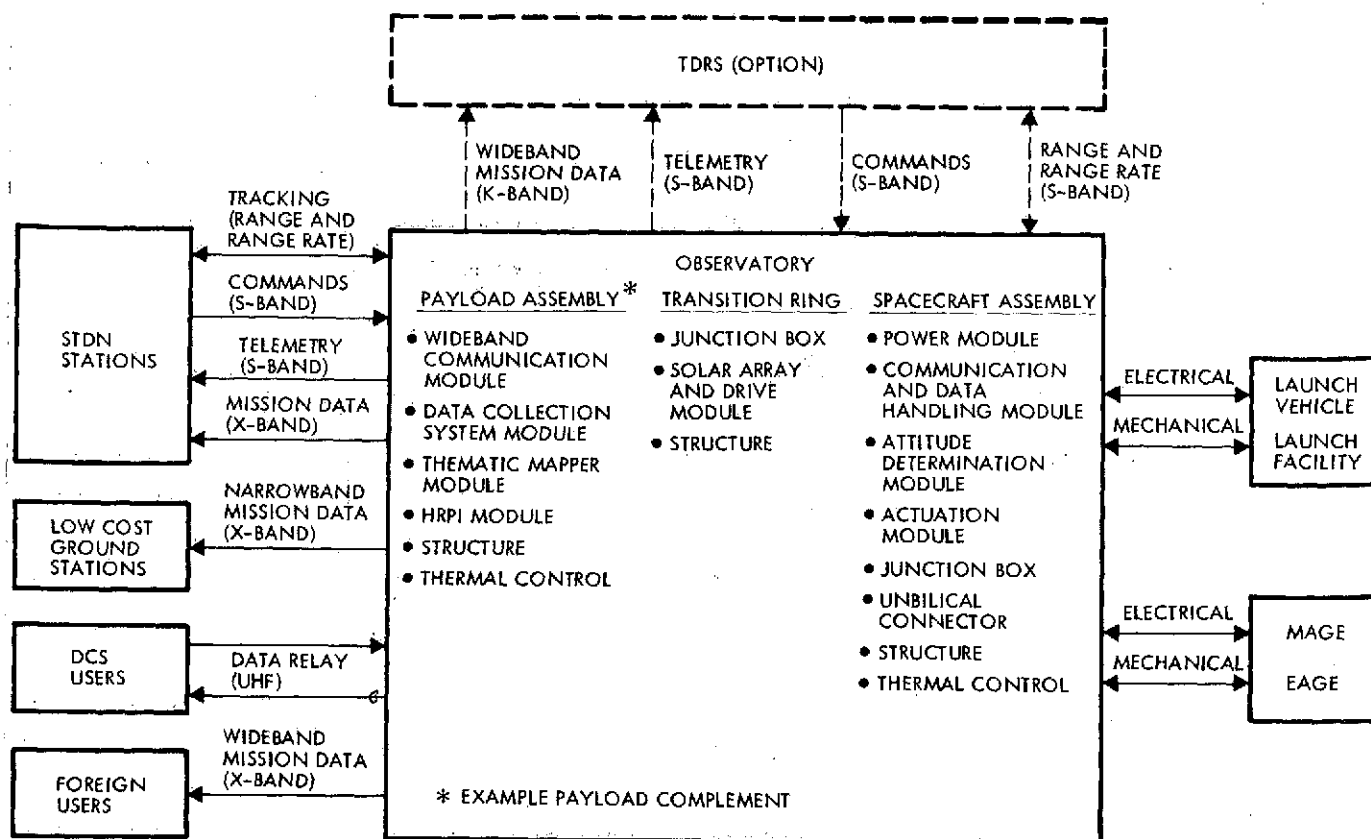 TDRS (OPTION)
WIDEBAND
MISSION DATA
(K-BAND)
TELEMETRY
(S-BAND)
COMMANDS
(S-BAND)
RANGE AND
RANGE RATE
(S-BAND)
STDN
STATIONS
TRACKING
(RANGE AND
RANGE RATE)
COMMANDS
(S-BAND)
TELEMETRY
(S-BAND)
MISSION DATA
(X-BAND)
LOW COST
GROUND
STATIONS
NARROWBAND
MISSION DATA
(X-BAND)
DCS
USERS
DATA RELAY
(UHF)
FOREIGN
USERS
WIDEBAND
MISSION DATA
(X-BAND)
OBSERVATORY
PAYLOAD ASSEMBLY *
• WIDEBAND
COMMUNICATION
MODULE
• DATA COLLECTION
SYSTEM MODULE
• THEMATIC MAPPER
MODULE
• HRPI MODULE
• STRUCTURE
• THERMAL CONTROL
TRANSITION RING
• JUNCTION BOX
• SOLAR ARRAY
AND DRIVE
MODULE
• STRUCTURE
SPACECRAFT ASSEMBLY
• POWER MODULE
• COMMUNICATION
AND DATA
HANDLING MODULE
• ATTITUDE
DETERMINATION
MODULE
• ACTUATION
MODULE
• JUNCTION BOX
• UNBILICAL
CONNECTOR
• STRUCTURE
• THERMAL CONTROL
* EXAMPLE PAYLOAD COMPLEMENT
ELECTRICAL
MECHANICAL
LAUNCH
VEHICLE
LAUNCH
FACILITY
ELECTRICAL
MECHANICAL
MAGE
EAGE